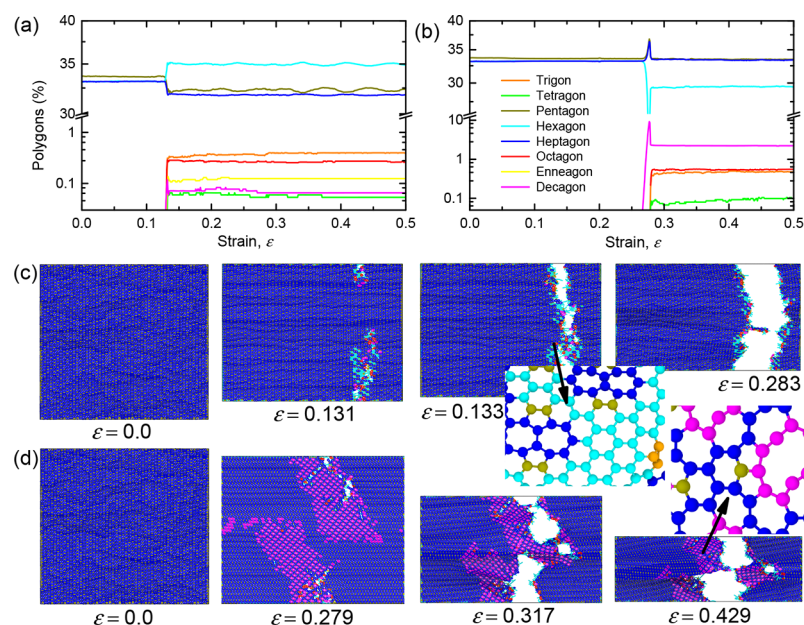 (a)
(b)
40
35
30
1
0.1
Polygons (%)
0.0
0.1
0.2
0.3
0.4
0.5
Strain, ε
40
30
10
1
0.1
Trigon
Tetragon
Pentagon
Hexagon
Heptagon
Octagon
Enneagon
Decagon
0.0
0.1
0.2
0.3
0.4
0.5
Strain, ε
(c)
ε = 0.0
ε = 0.131
ε = 0.133
ε = 0.283
(d)
ε = 0.0
ε = 0.279
ε = 0.317
ε = 0.429